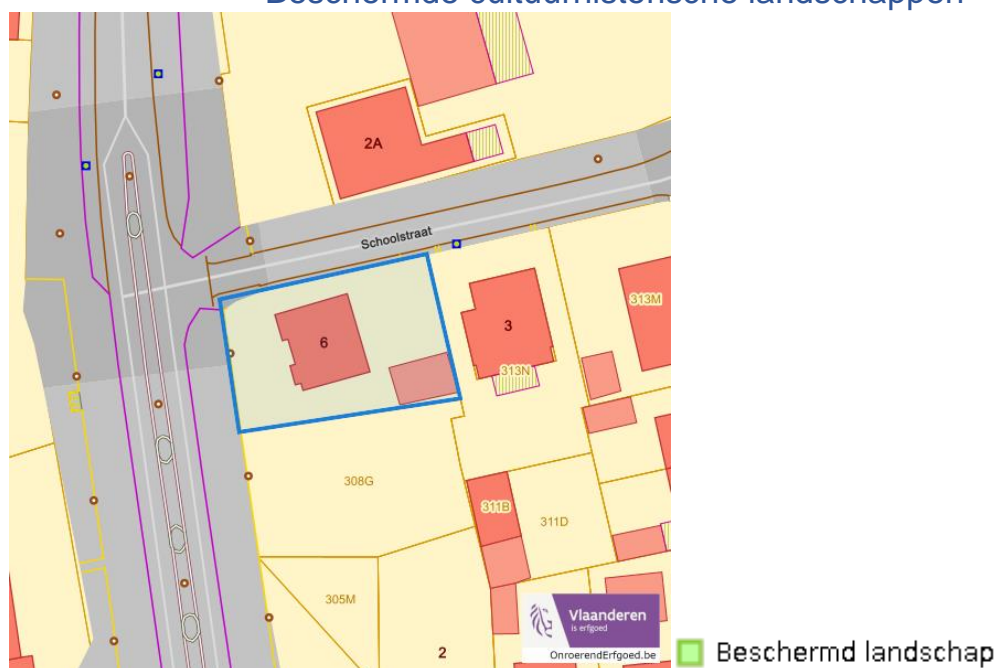 Beschermde cultuurhistorische landschappen
2A
Schoolstraat
6
3
313M
313N
308G
311B
311D
305M
2
Vlaanderen
is erfgoed
OnroerendErfgoed.be
Beschermd landschap